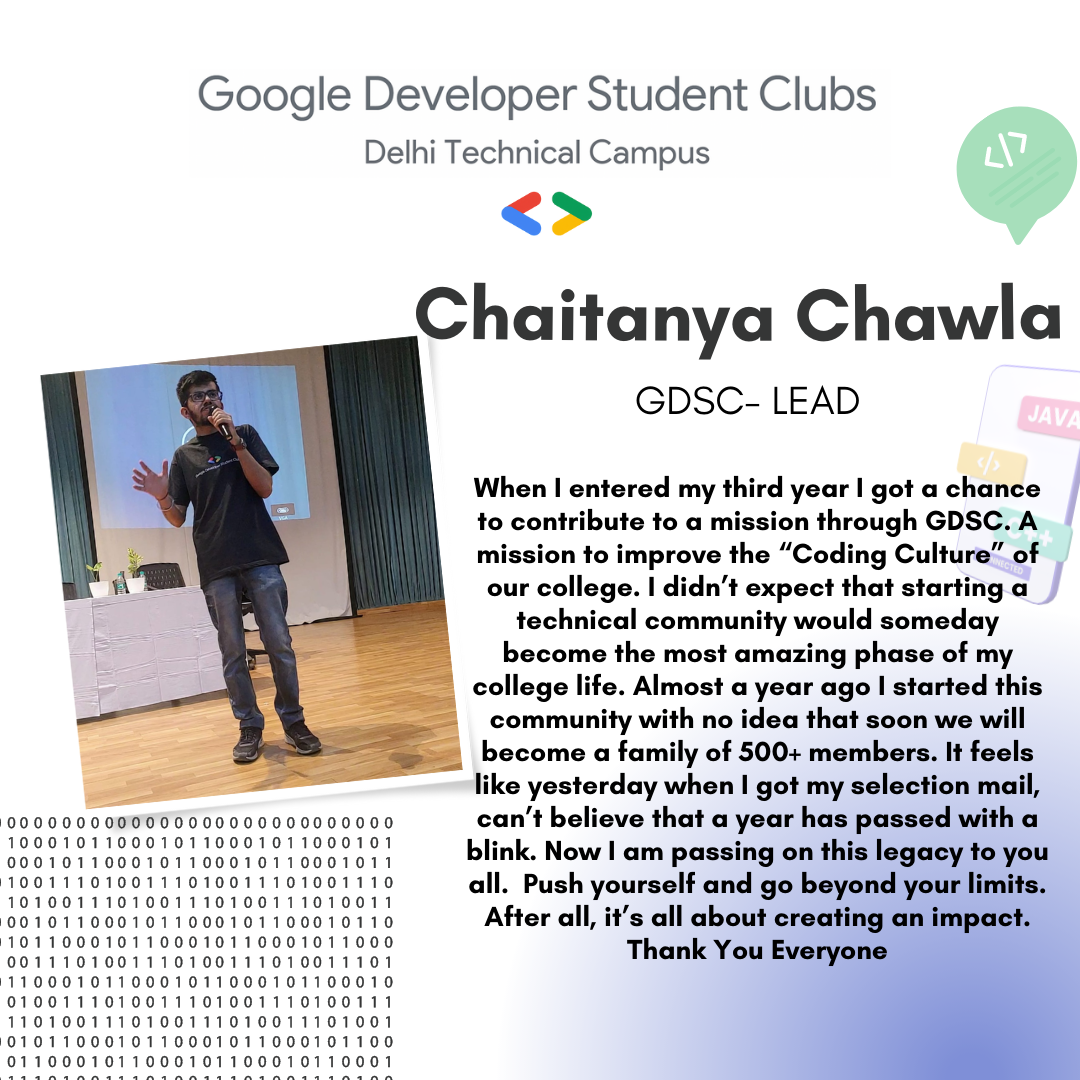 Google Developer Student Clubs
Delhi Technical Campus
Chaitanya Chawla
GDSC- LEAD
JAVA
</>
</>
C++
When I entered my third year I got a chance
to contribute to a mission through GDSC. A
mission to improve the “Coding Culture” of
our college. I didn’t expect that starting a
technical community would someday
become the most amazing phase of my
college life. Almost a year ago I started this
community with no idea that soon we will
become a family of 500+ members. It feels
like yesterday when I got my selection mail,
can’t believe that a year has passed with a
blink. Now I am passing on this legacy to you
all.  Push yourself and go beyond your limits.
After all, it’s all about creating an impact.
Thank You Everyone